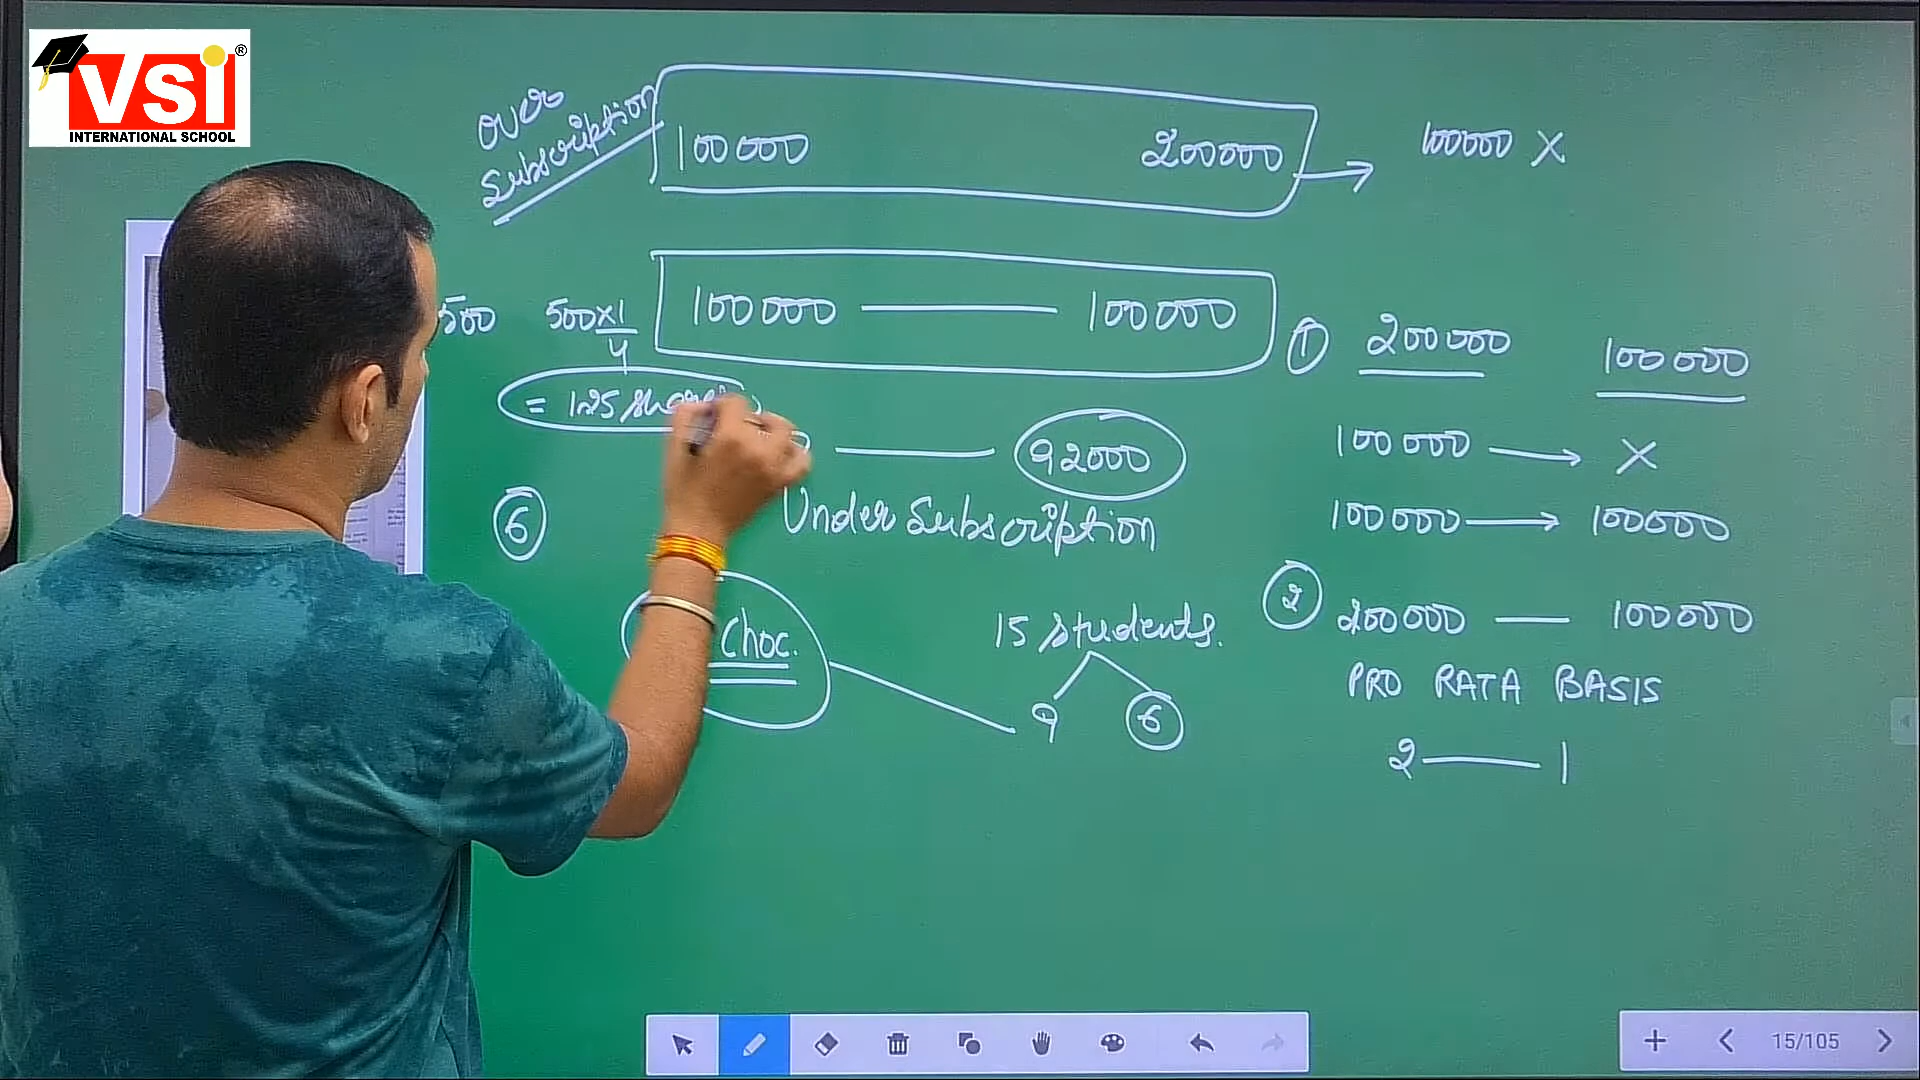 VSI®
INTERNATIONAL SCHOOL
Over
Subscription
100000 200000 100000 X
500 500×1/4
100000 — 100000
= 125 shares
— 92000
Under Subscription
6
Choc.
15 students.
9 6
1 200000 100000
100000 → X
100000 → 100000
2 200000 — 100000
PRO RATA BASIS
2 — 1
15/105